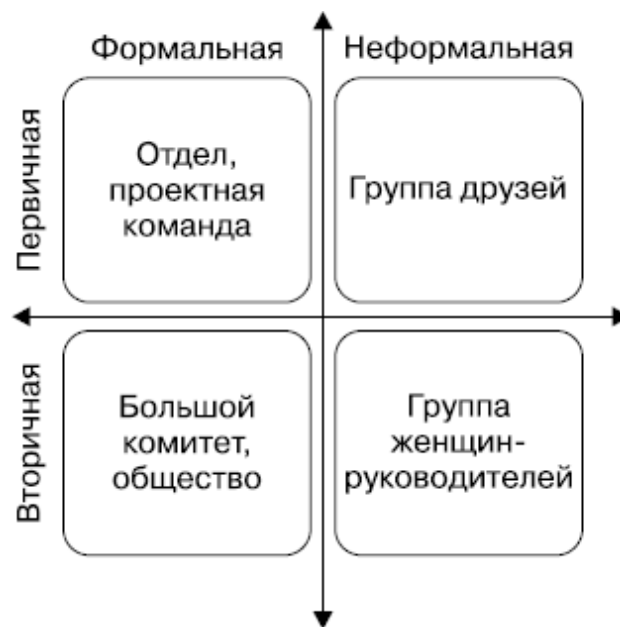 Формальная
Неформальная
Первичная
Отдел,
проектная
команда
Группа друзей
Вторичная
Большой
комитет,
общество
Группа
женщин-
руководителей